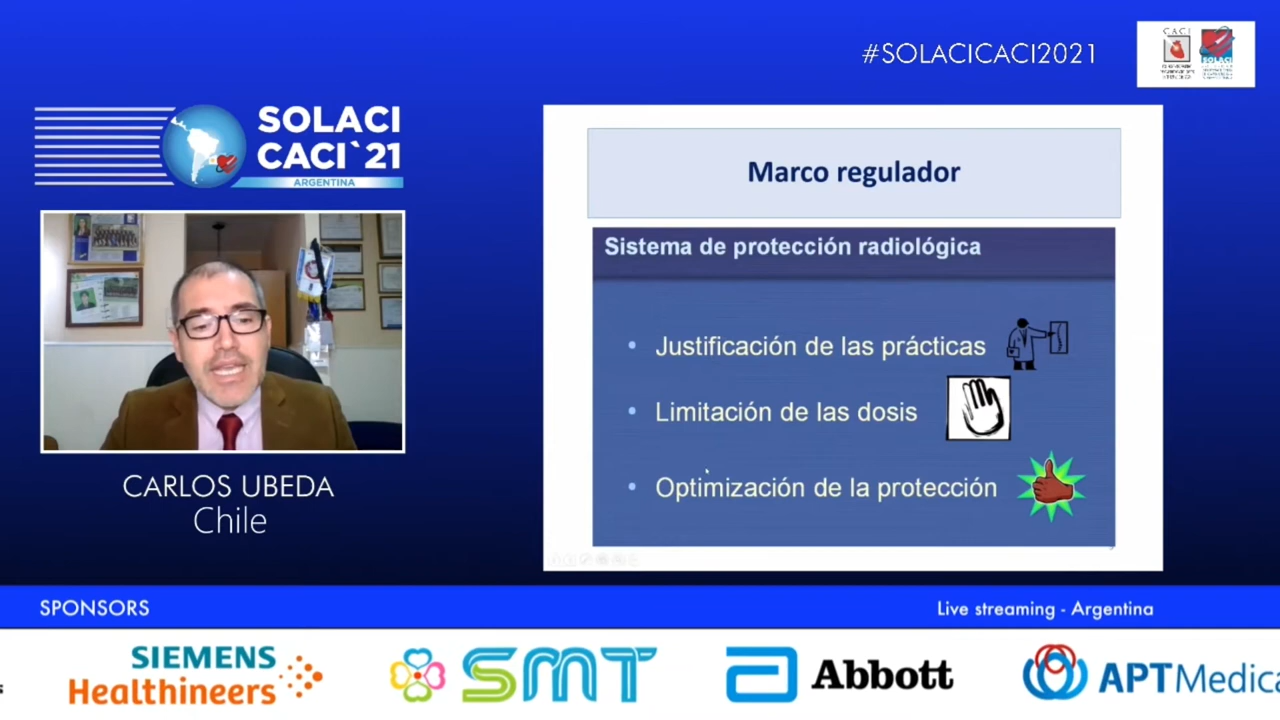 #SOLACICACI2021
SOLACI
CACI`21
ARGENTINA
CARLOS UBEDA
Chile
Marco regulador
Sistema de protección radiológica
• Justificación de las prácticas
• Limitación de las dosis
• Optimización de la protección
SPONSORS
Live streaming - Argentina
SIEMENS
Healthineers
SMT
Abbott
APTMedica